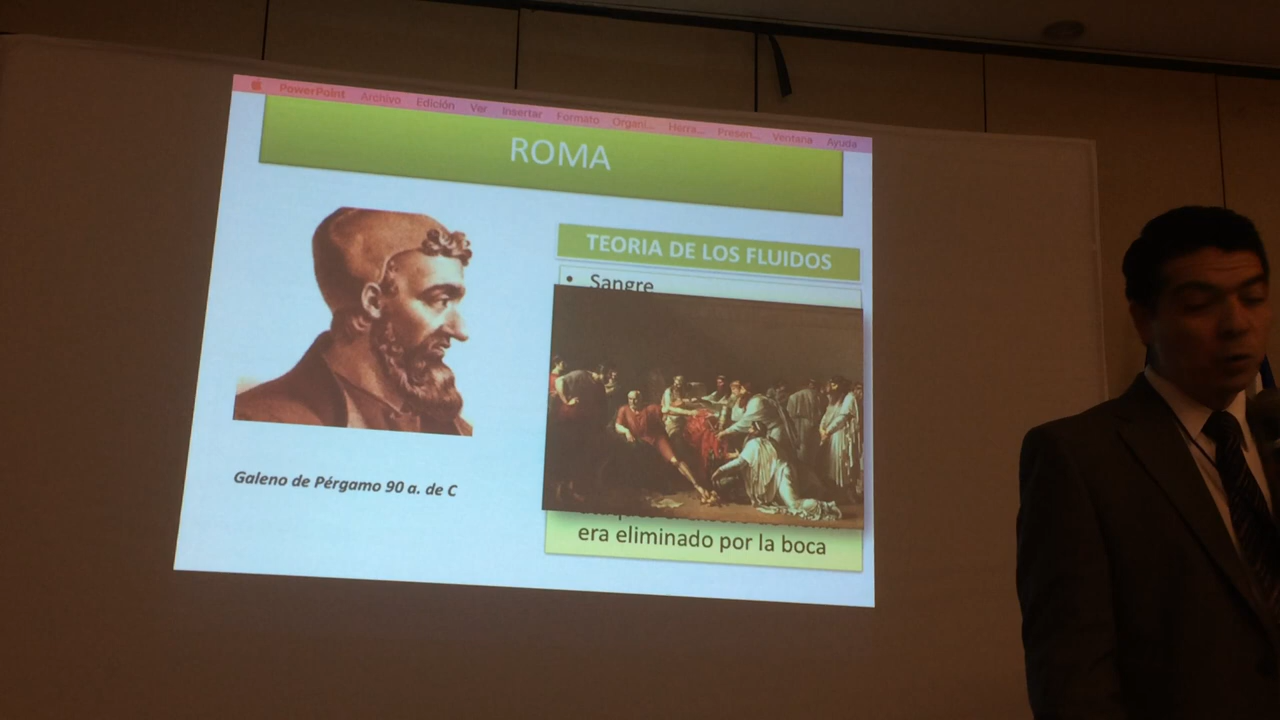 PowerPoint Archivo Edición Ver Insertar Formato Organi... Herra... Presen... Ventana Ayuda
ROMA
TEORIA DE LOS FLUIDOS
• Sangre
Galeno de Pérgamo 90 a. de C
era eliminado por la boca